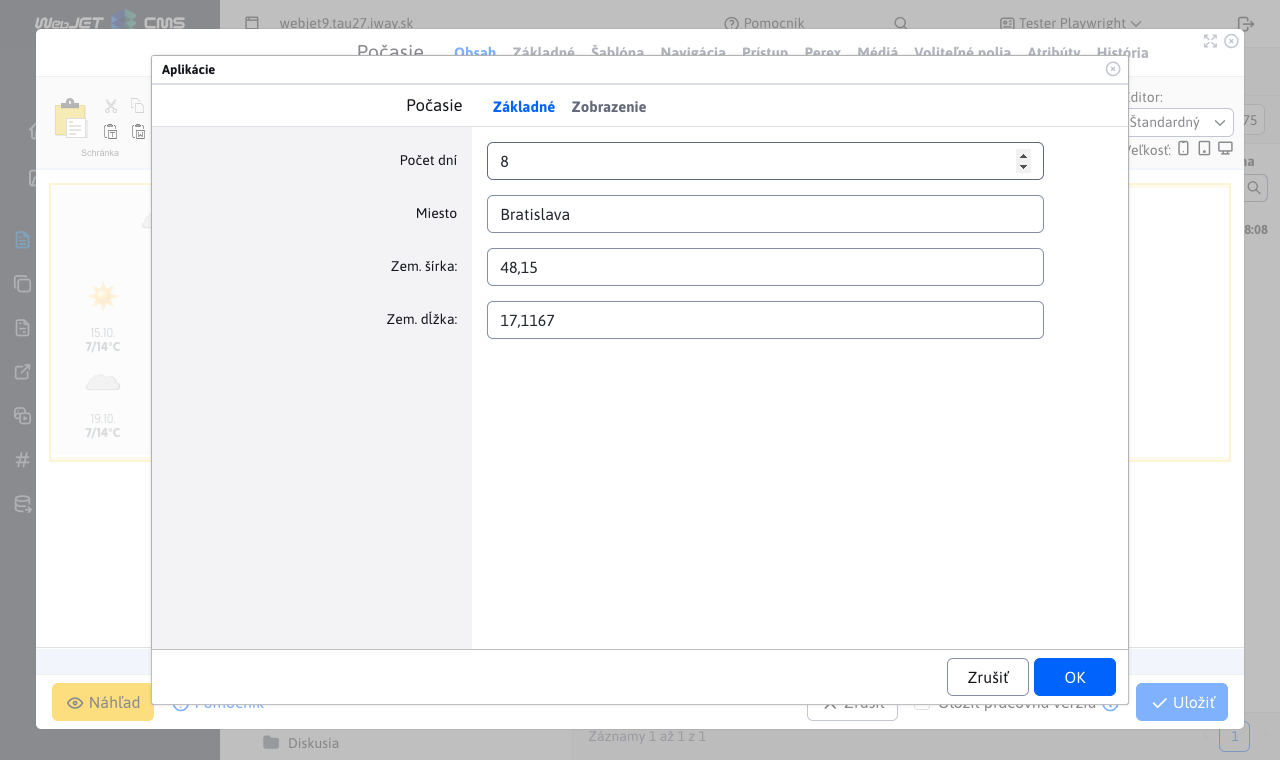 WebJET CMS
webjet9.tau27.iway.sk
Pomocník
Tester Playwright
Počasie
Obsah Základné Šablóna Navigácia Prístup Perex Médiá Voliteľné polia Atribúty História
Aplikácie
Počasie
Základné
Zobrazenie
Schránka
Editor:
Štandardný
75
Veľkosť:
8:08
Počet dní
8
Miesto
Bratislava
Zem. šírka:
48,15
Zem. dĺžka:
17,1167
15.10.
7/14°C
19.10.
7/14°C
Zrušiť
OK
Náhľad
Pomocník
Zrušiť
Uložiť pracovnú verziu
Uložiť
Diskusia
Záznamy 1 až 1 z 1
1